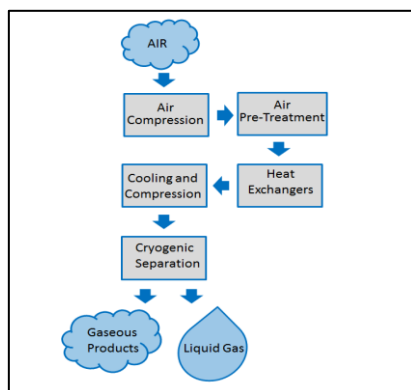 AIR
Air
Compression
Air
Pre-Treatment
Cooling and
Compression
Heat
Exchangers
Cryogenic
Separation
Gaseous
Products
Liquid Gas